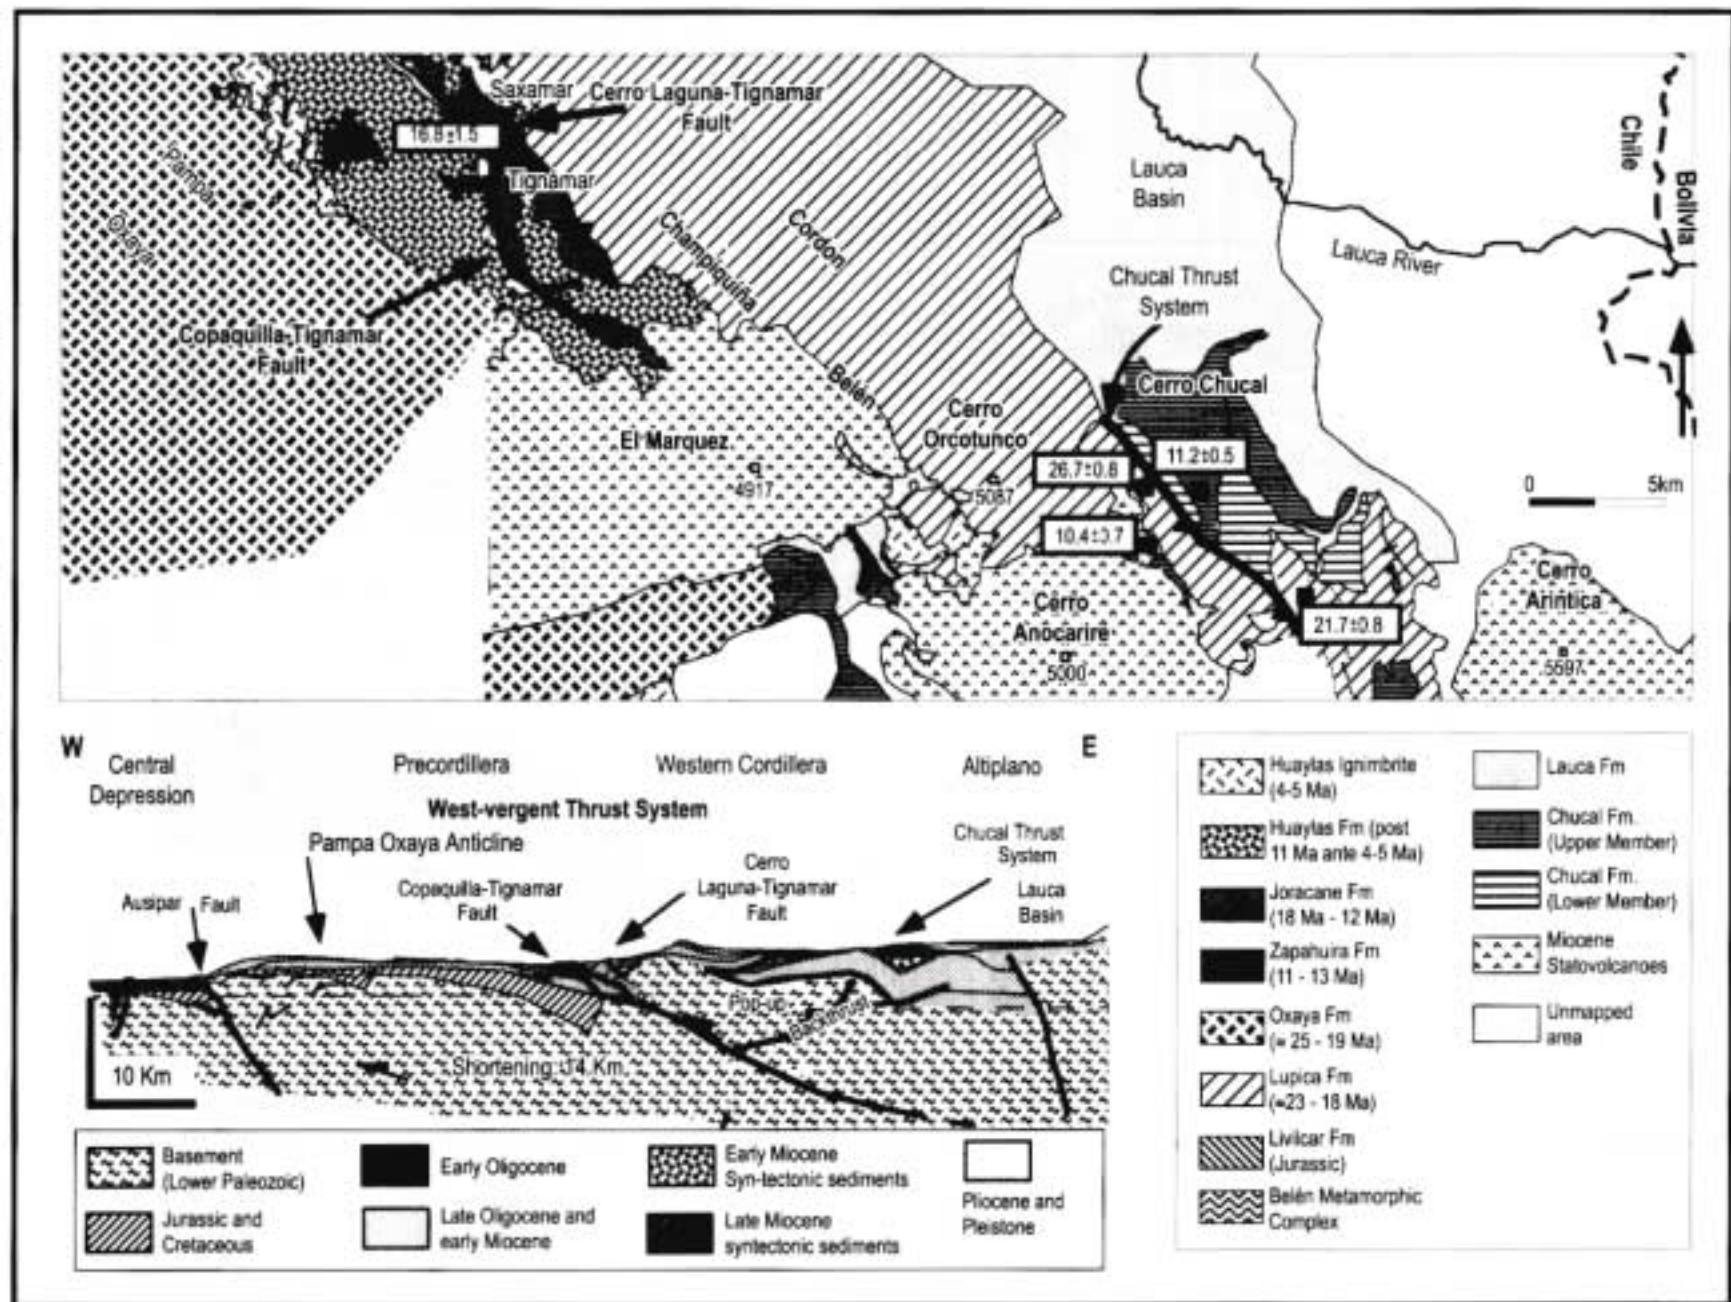 Saxamar
Cerro Laguna-Tignamar
Fault
16.8±1.5
Tignamar
Pampa
Oxaya
Champiquiña
Cordon
Belén
Lauca
Basin
Lauca River
Chile
Bolivia
Chucal Thrust
System
Copaquilla-Tignamar
Fault
Cerro Chucal
El Marquez
4917
Cerro
Orcotunco
5087
26.7±0.8
11.2±0.5
10.4±0.7
0 5km
Cerro
Anocarire
5000
21.7±0.8
Cerro
Arintica
5597
W
E
Central
Depression
Precordillera
Western Cordillera
Altiplano
West-vergent Thrust System
Pampa Oxaya Anticline
Ausipar Fault
Copaquilla-Tignamar
Fault
Cerro
Laguna-Tignamar
Fault
Chucal Thrust
System
Lauca
Basin
Pop-up
Backthrust
Shortening: 14 Km.
10 Km
Basement
(Lower Paleozoic)
Jurassic and
Cretaceous
Early Oligocene
Late Oligocene and
early Miocene
Early Miocene
Syn-tectonic sediments
Late Miocene
syntectonic sediments
Pliocene and
Pleistone
Huaylas Ignimbrite
(4-5 Ma)
Huaylas Fm (post
11 Ma ante 4-5 Ma)
Joracane Fm
(18 Ma - 12 Ma)
Zapahuira Fm
(11 - 13 Ma)
Oxaya Fm
(= 25 - 19 Ma)
Lupica Fm
(=23 - 18 Ma)
Livilcar Fm
(Jurassic)
Belén Metamorphic
Complex
Lauca Fm
Chucal Fm.
(Upper Member)
Chucal Fm.
(Lower Member)
Miocene
Statovolcanoes
Unmapped
area